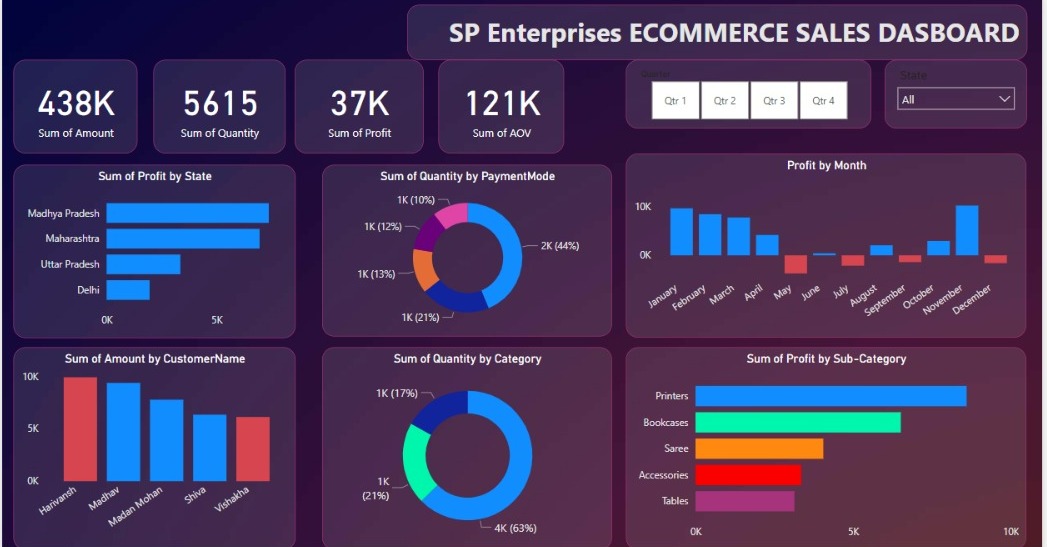 SP Enterprises ECOMMERCE SALES DASBOARD
438K
Sum of Amount
5615
Sum of Quantity
37K
Sum of Profit
121K
Sum of AOV
Quarter
Qtr 1
Qtr 2
Qtr 3
Qtr 4
State
All
Sum of Profit by State
Madhya Pradesh
Maharashtra
Uttar Pradesh
Delhi
0K
5K
Sum of Quantity by PaymentMode
1K (10%)
1K (12%)
1K (13%)
1K (21%)
2K (44%)
Profit by Month
10K
0K
January
February
March
April
May
June
July
August
September
October
November
December
Sum of Amount by CustomerName
10K
5K
0K
Harivansh
Madhav
Madan Mohan
Shiva
Vishakha
Sum of Quantity by Category
1K (17%)
1K
(21%)
4K (63%)
Sum of Profit by Sub-Category
Printers
Bookcases
Saree
Accessories
Tables
0K
5K
10K